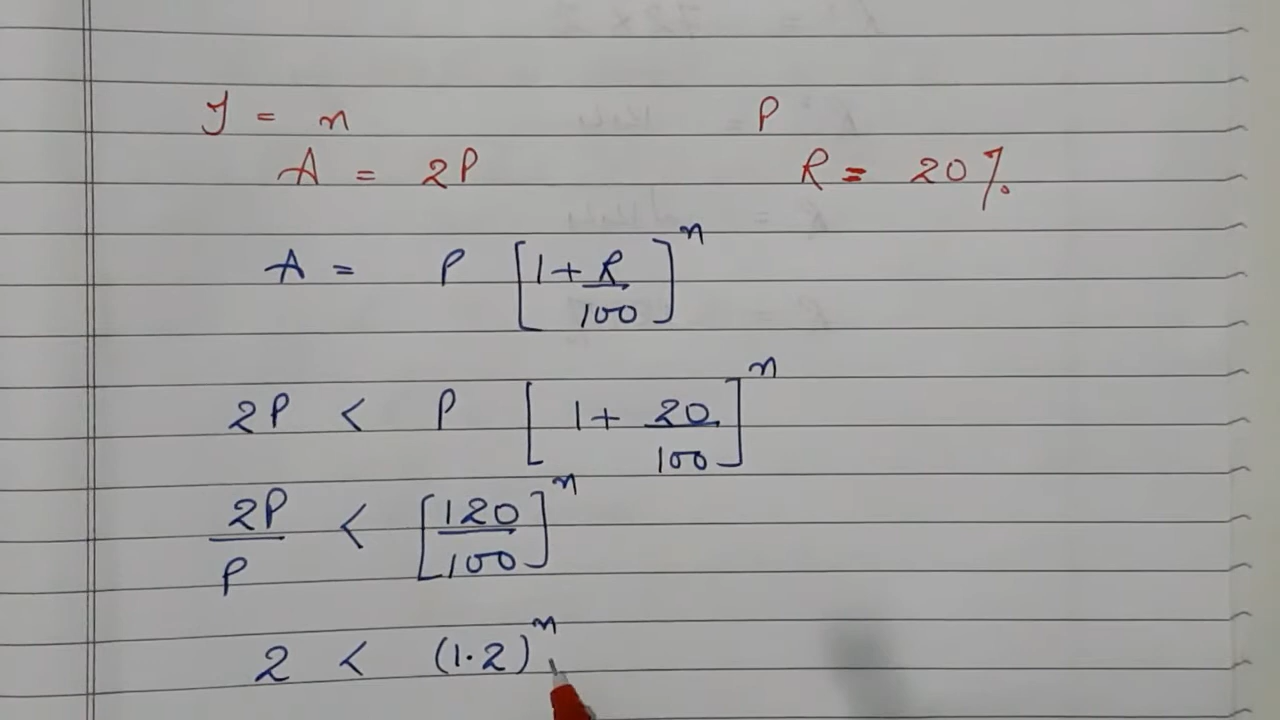 Y = n P
A = 2P R = 20%
A = P [1 + R/100]^n
2P < P [1 + 20/100]^n
2P/P < [120/100]^n
2 < (1.2)^n